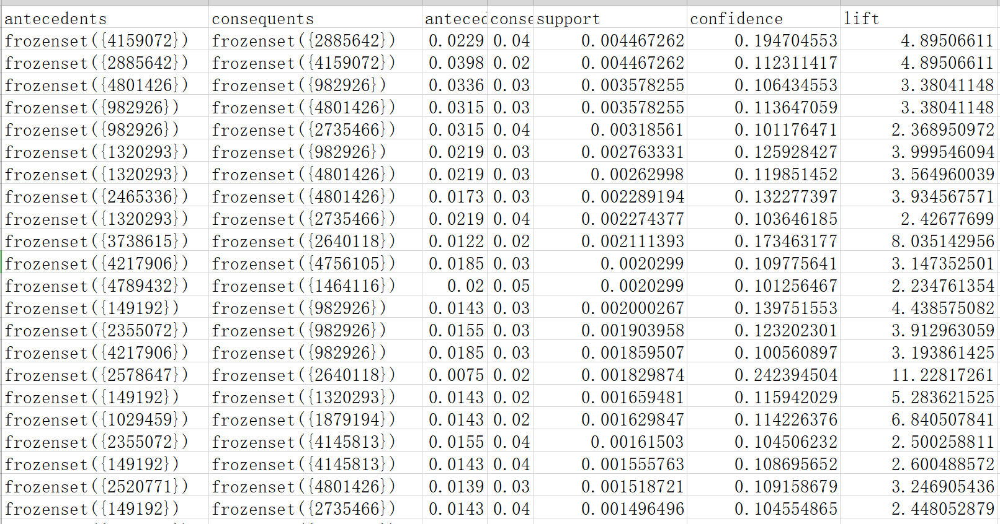 antecedents consequents anteced conse support confidence lift
frozenset({4159072}) frozenset({2885642}) 0.0229 0.04 0.004467262 0.194704553 4.89506611
frozenset({2885642}) frozenset({4159072}) 0.0398 0.02 0.004467262 0.112311417 4.89506611
frozenset({4801426}) frozenset({982926}) 0.0336 0.03 0.003578255 0.106434553 3.38041148
frozenset({982926}) frozenset({4801426}) 0.0315 0.03 0.003578255 0.113647059 3.38041148
frozenset({982926}) frozenset({2735466}) 0.0315 0.04 0.00318561 0.101176471 2.368950972
frozenset({1320293}) frozenset({982926}) 0.0219 0.03 0.002763331 0.125928427 3.999546094
frozenset({1320293}) frozenset({4801426}) 0.0219 0.03 0.00262998 0.119851452 3.564960039
frozenset({2465336}) frozenset({4801426}) 0.0173 0.03 0.002289194 0.132277397 3.934567571
frozenset({1320293}) frozenset({2735466}) 0.0219 0.04 0.002274377 0.103646185 2.42677699
frozenset({3738615}) frozenset({2640118}) 0.0122 0.02 0.002111393 0.173463177 8.035142956
frozenset({4217906}) frozenset({4756105}) 0.0185 0.03 0.0020299 0.109775641 3.147352501
frozenset({4789432}) frozenset({1464116}) 0.02 0.05 0.0020299 0.101256467 2.234761354
frozenset({149192}) frozenset({982926}) 0.0143 0.03 0.002000267 0.139751553 4.438575082
frozenset({2355072}) frozenset({982926}) 0.0155 0.03 0.001903958 0.123202301 3.912963059
frozenset({4217906}) frozenset({982926}) 0.0185 0.03 0.001859507 0.100560897 3.193861425
frozenset({2578647}) frozenset({2640118}) 0.0075 0.02 0.001829874 0.242394504 11.22817261
frozenset({149192}) frozenset({1320293}) 0.0143 0.02 0.001659481 0.115942029 5.283621525
frozenset({1029459}) frozenset({1879194}) 0.0143 0.02 0.001629847 0.114226376 6.840507841
frozenset({2355072}) frozenset({4145813}) 0.0155 0.04 0.00161503 0.104506232 2.500258811
frozenset({149192}) frozenset({4145813}) 0.0143 0.04 0.001555763 0.108695652 2.600488572
frozenset({2520771}) frozenset({4801426}) 0.0139 0.03 0.001518721 0.109158679 3.246905436
frozenset({149192}) frozenset({2735466}) 0.0143 0.04 0.001496496 0.104554865 2.448052879